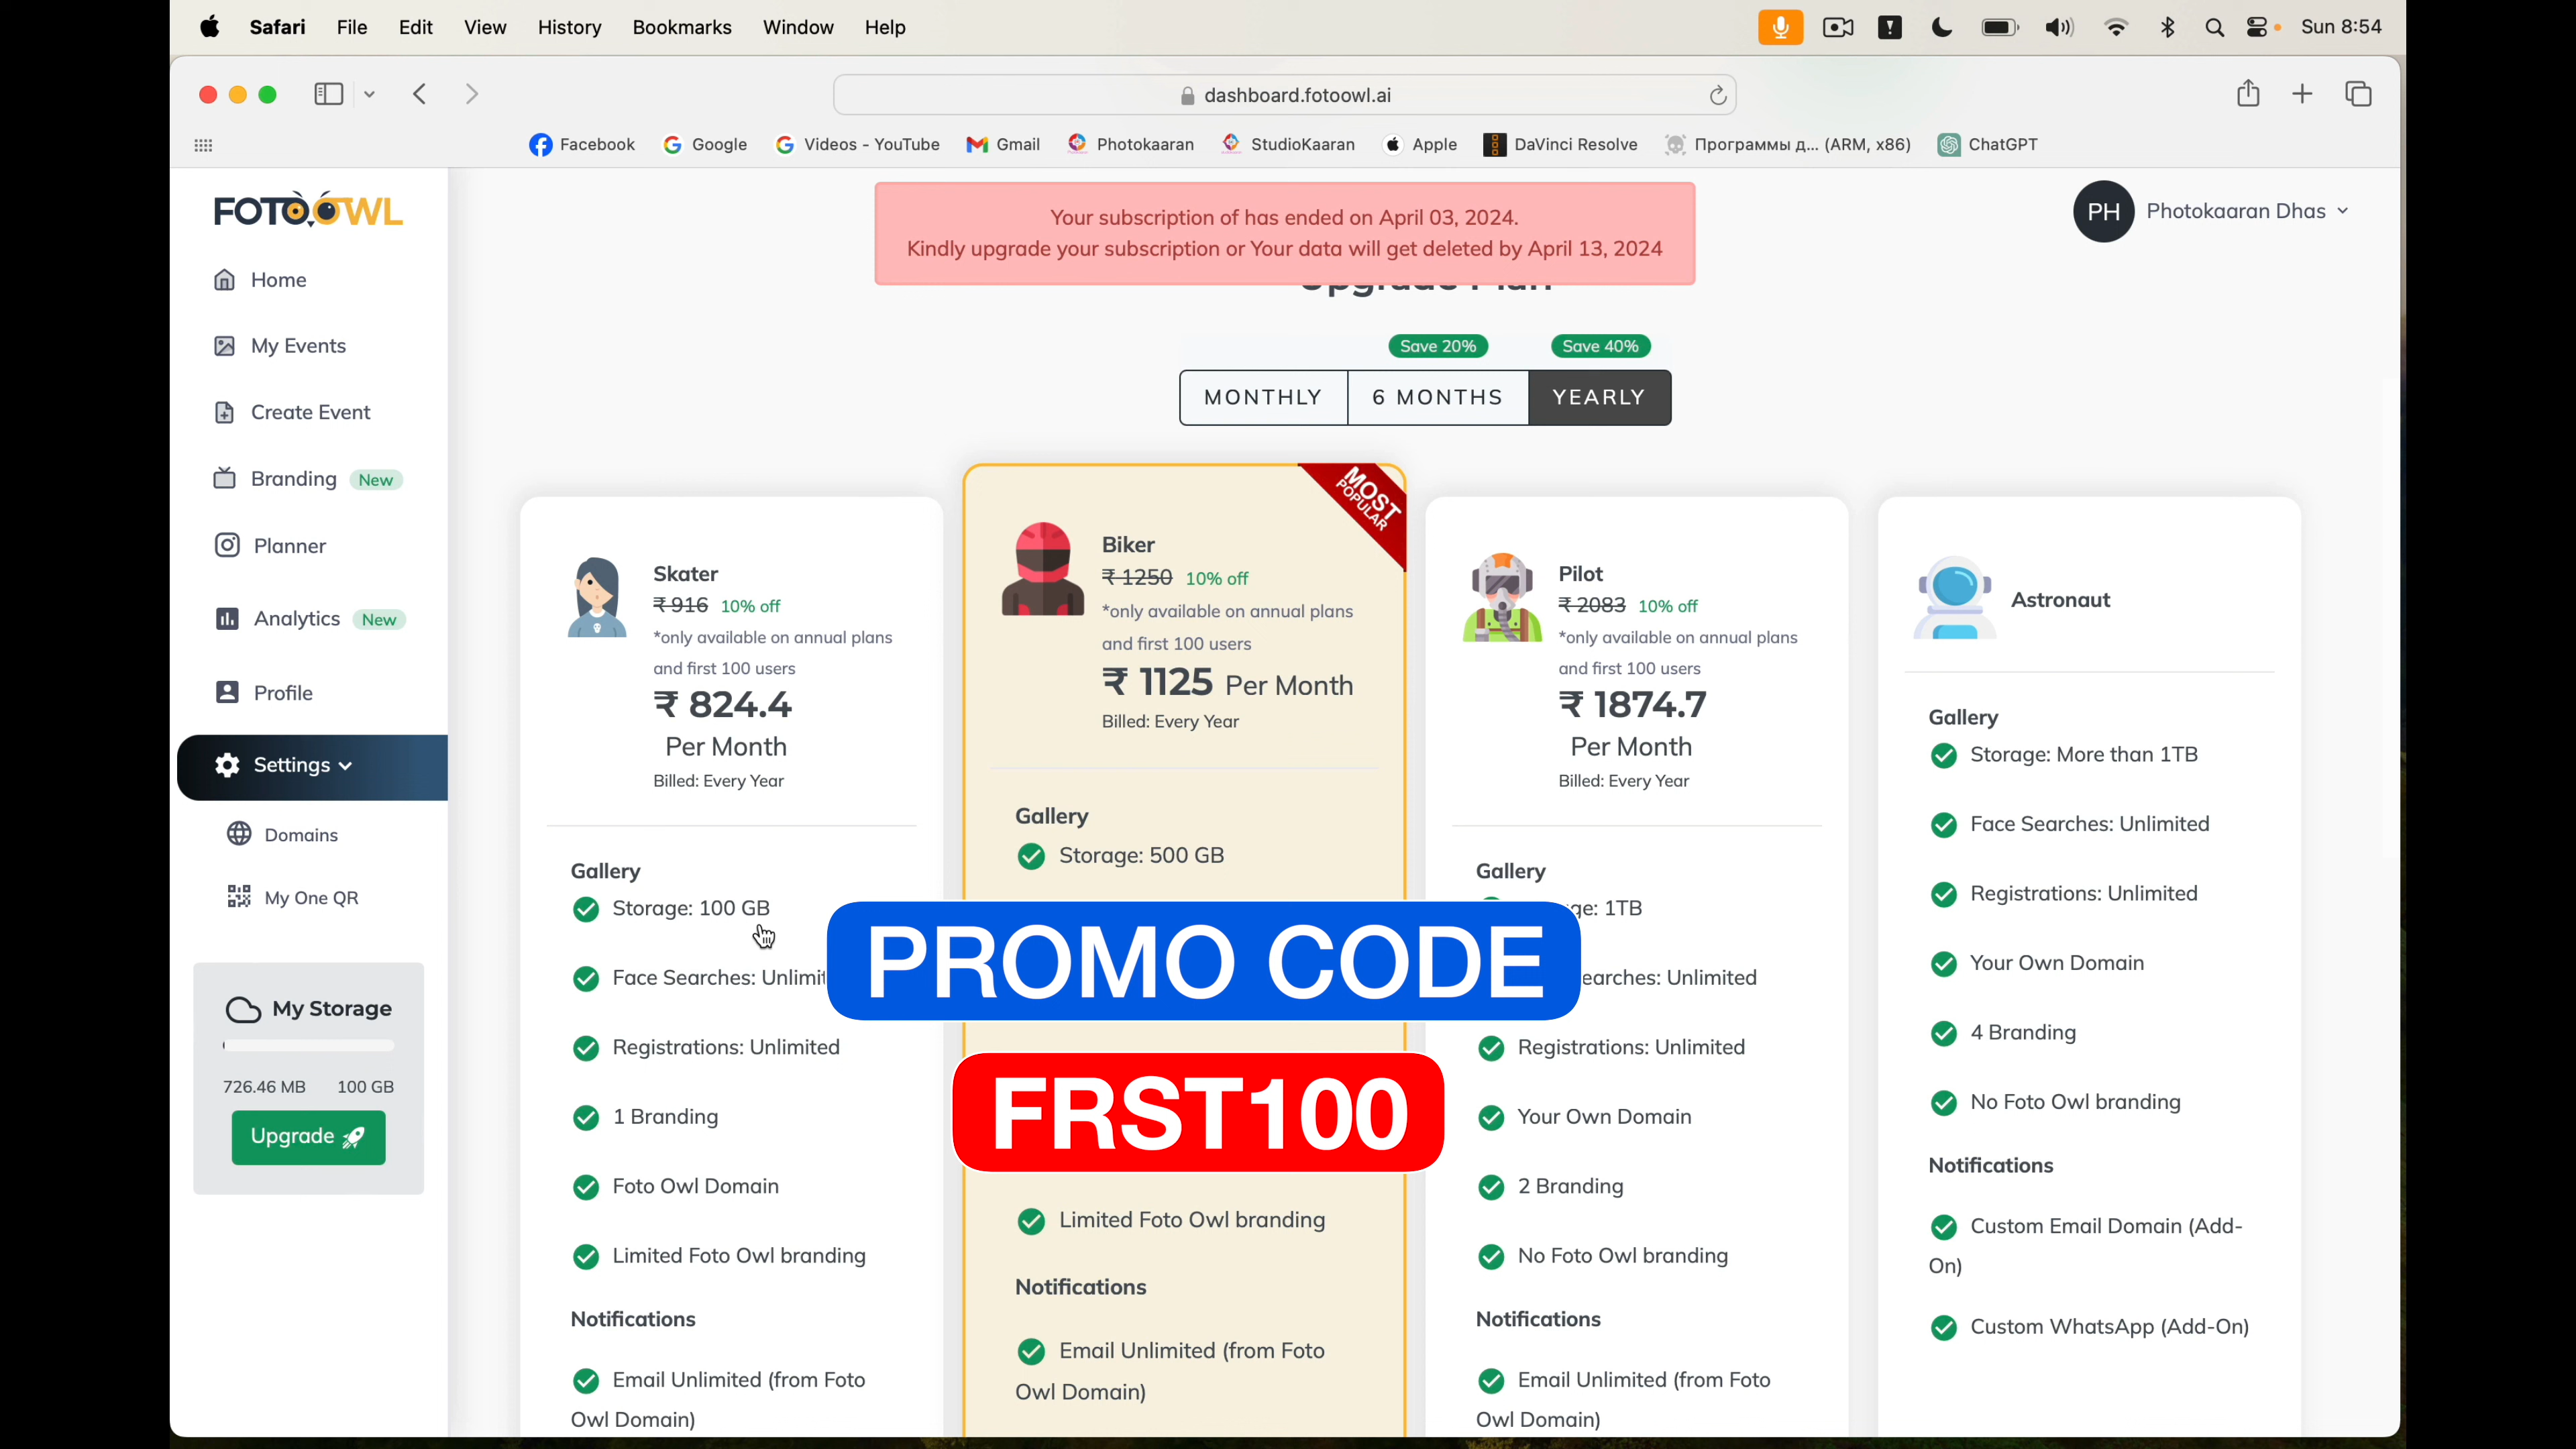 Safari File Edit View History Bookmarks Window Help Sun 8:54
dashboard.fotoowl.ai
Facebook Google Videos - YouTube Gmail Photokaaran StudioKaaran Apple DaVinci Resolve Программы д... (ARM, x86) ChatGPT
FOTOOWL
Home
My Events
Create Event
Branding New
Planner
Analytics New
Profile
Settings
Domains
My One QR
My Storage
726.46 MB 100 GB
Upgrade
Your subscription of has ended on April 03, 2024.
Kindly upgrade your subscription or Your data will get deleted by April 13, 2024
PH Photokaaran Dhas
Upgrade Plan
Save 20% Save 40%
MONTHLY 6 MONTHS YEARLY
Skater
₹ 916 10% off
*only available on annual plans
and first 100 users
₹ 824.4
Per Month
Billed: Every Year
Gallery
Storage: 100 GB
Face Searches: Unlimit
Registrations: Unlimited
1 Branding
Foto Owl Domain
Limited Foto Owl branding
Notifications
Email Unlimited (from Foto
Owl Domain)
MOST
POPULAR
Biker
₹ 1250 10% off
*only available on annual plans
and first 100 users
₹ 1125 Per Month
Billed: Every Year
Gallery
Storage: 500 GB
PROMO CODE
FRST100
Limited Foto Owl branding
Notifications
Email Unlimited (from Foto
Owl Domain)
Pilot
₹ 2083 10% off
*only available on annual plans
and first 100 users
₹ 1874.7
Per Month
Billed: Every Year
Gallery
ge: 1TB
earches: Unlimited
Registrations: Unlimited
Your Own Domain
2 Branding
No Foto Owl branding
Notifications
Email Unlimited (from Foto
Owl Domain)
Astronaut
Gallery
Storage: More than 1TB
Face Searches: Unlimited
Registrations: Unlimited
Your Own Domain
4 Branding
No Foto Owl branding
Notifications
Custom Email Domain (Add-
On)
Custom WhatsApp (Add-On)